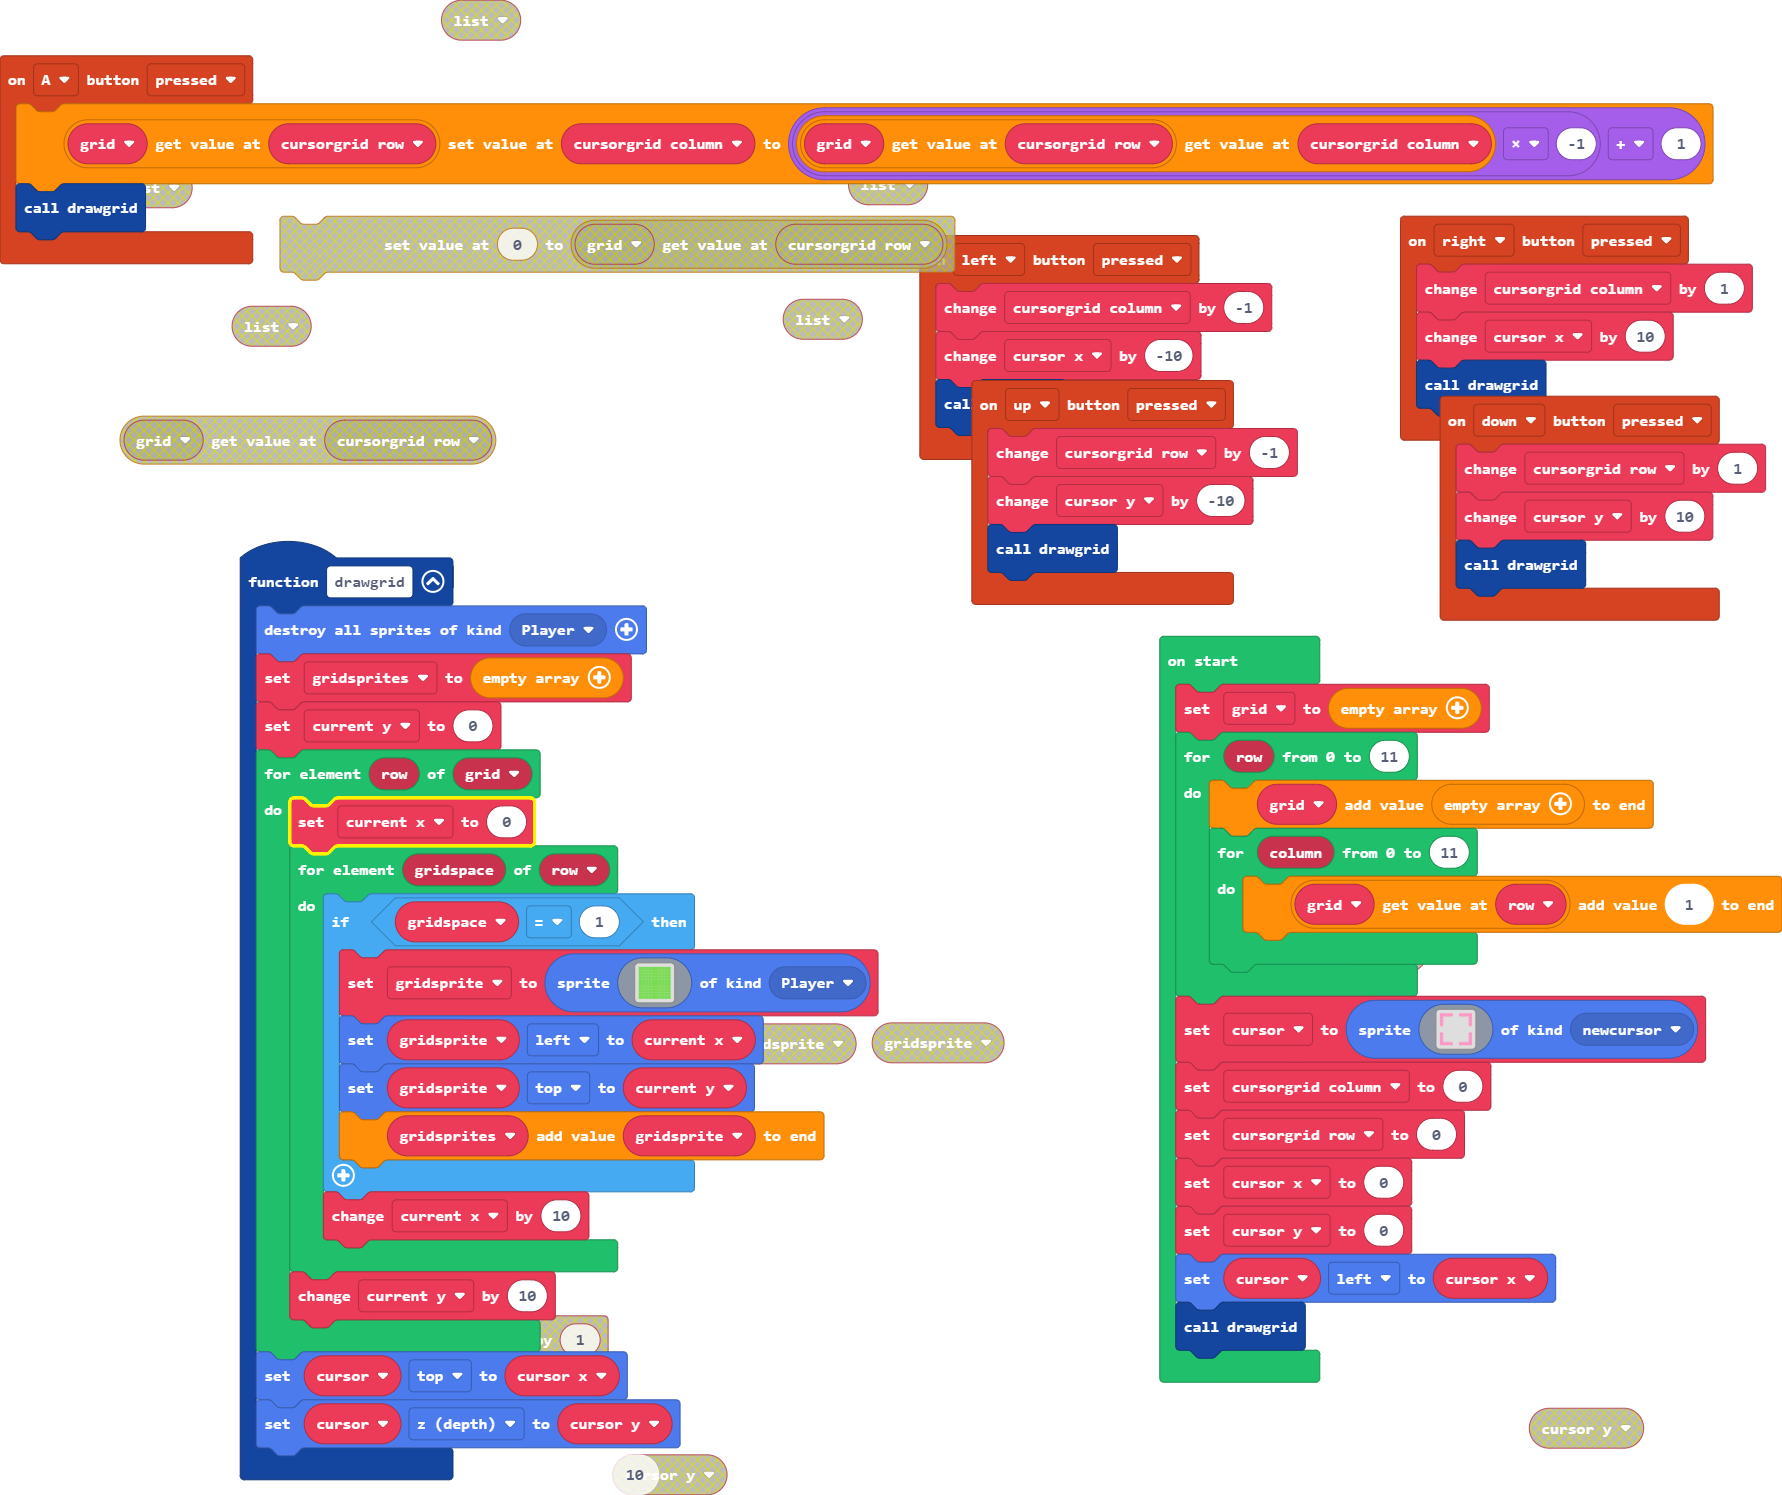 list
on A button pressed
grid get value at cursorgrid row set value at cursorgrid column to grid get value at cursorgrid row get value at cursorgrid column × -1 + 1
call drawgrid
list
set value at 0 to grid get value at cursorgrid row
list
list
grid get value at cursorgrid row
left button pressed
change cursorgrid column by -1
change cursor x by -10
on up button pressed
change cursorgrid row by -1
change cursor y by -10
call drawgrid
on right button pressed
change cursorgrid column by 1
change cursor x by 10
call drawgrid
on down button pressed
change cursorgrid row by 1
change cursor y by 10
call drawgrid
function drawgrid
destroy all sprites of kind Player
set gridsprites to empty array
set current y to 0
for element row of grid
do
set current x to 0
for element gridspace of row
do
if gridspace = 1 then
set gridsprite to sprite of kind Player
set gridsprite left to current x
set gridsprite top to current y
gridsprites add value gridsprite to end
change current x by 10
change current y by 10
set cursor top to cursor x
set cursor z (depth) to cursor y
dsprite
gridsprite
by 1
10 sor y
on start
set grid to empty array
for row from 0 to 11
do
grid add value empty array to end
for column from 0 to 11
do
grid get value at row add value 1 to end
set cursor to sprite of kind newcursor
set cursorgrid column to 0
set cursorgrid row to 0
set cursor x to 0
set cursor y to 0
set cursor left to cursor x
call drawgrid
cursor y